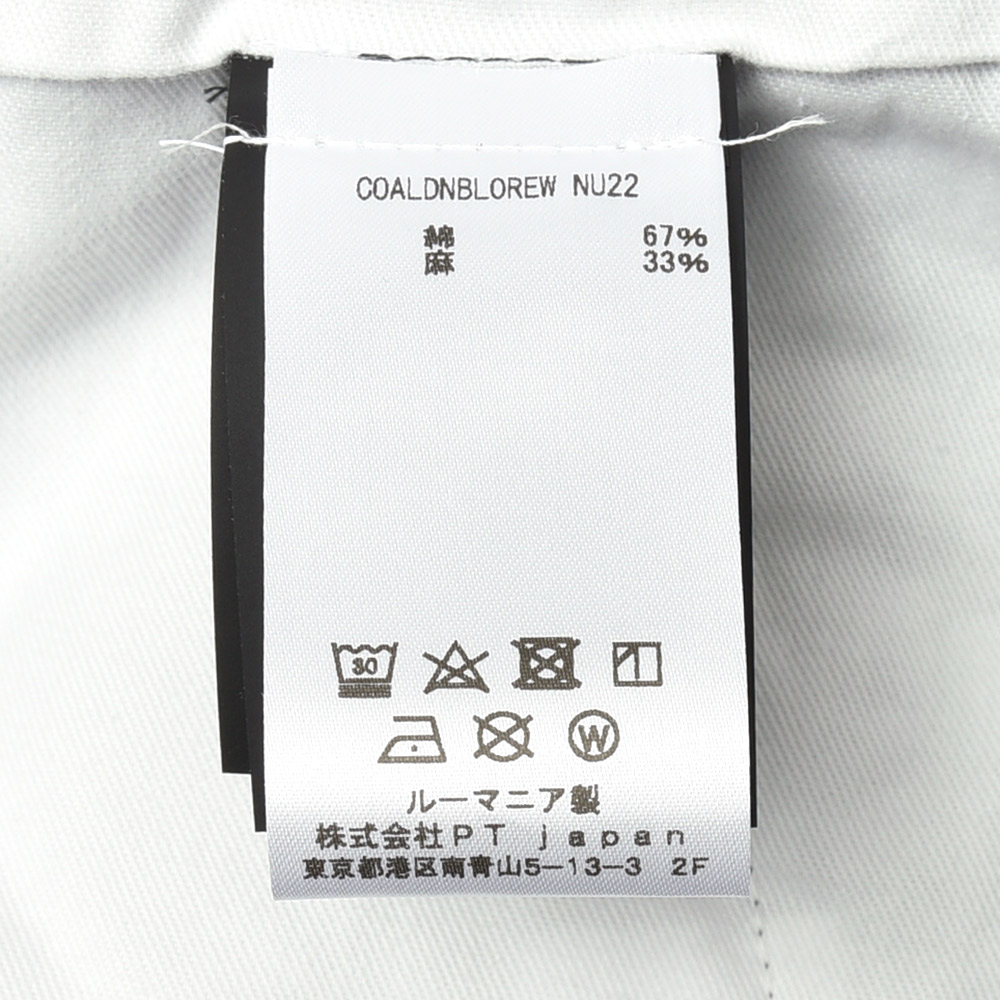 COALDNBLOREW NU22
綿 67%
麻 33%
30
W
ルーマニア製
株式会社PT japan
東京都港区南青山5-13-3 2F